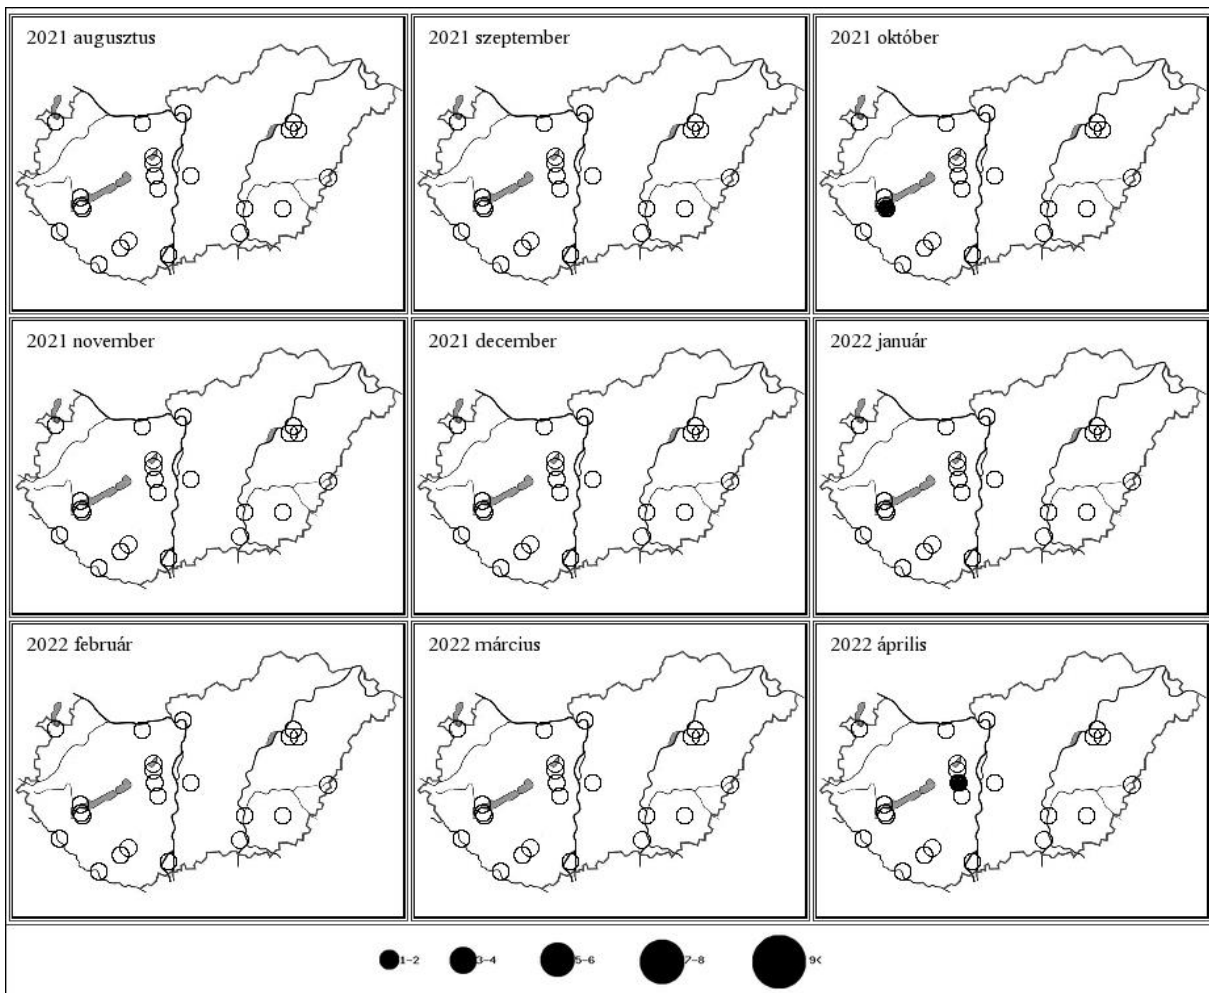 2021 augusztus
2021 szeptember
2021 október
2021 november
2021 december
2022 január
2022 február
2022 március
2022 április
1-2
3-4
5-6
7-8
9<